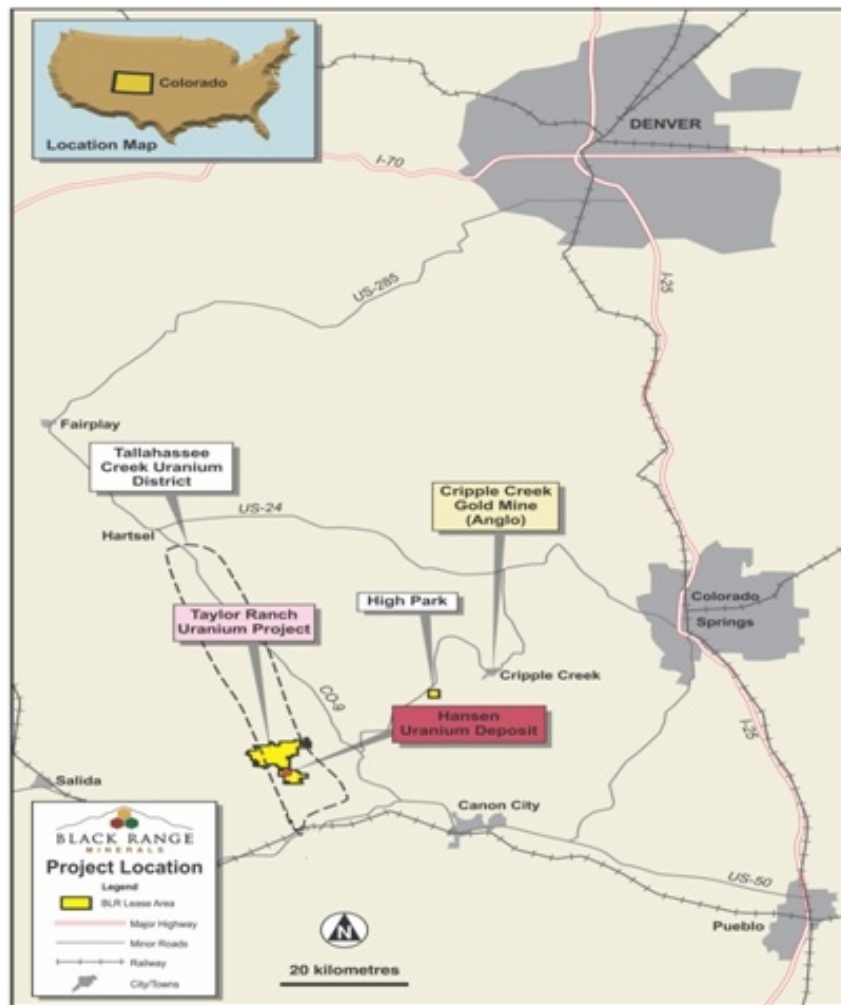 Colorado
Location Map
DENVER
I-70
I-25
US-285
Fairplay
Tallahassee
Creek Uranium
District
Cripple Creek
Gold Mine
(Anglo)
US-24
Hartsel
Colorado
Springs
High Park
Taylor Ranch
Uranium Project
Cripple Creek
CO-9
Hansen
Uranium Deposit
I-25
Salida
Canon City
US-50
Pueblo
BLACK RANGE
MINERALS
Project Location
Legend
BLR Lease Area
Major Highway
Minor Roads
Railway
City/Towns
N
20 kilometres